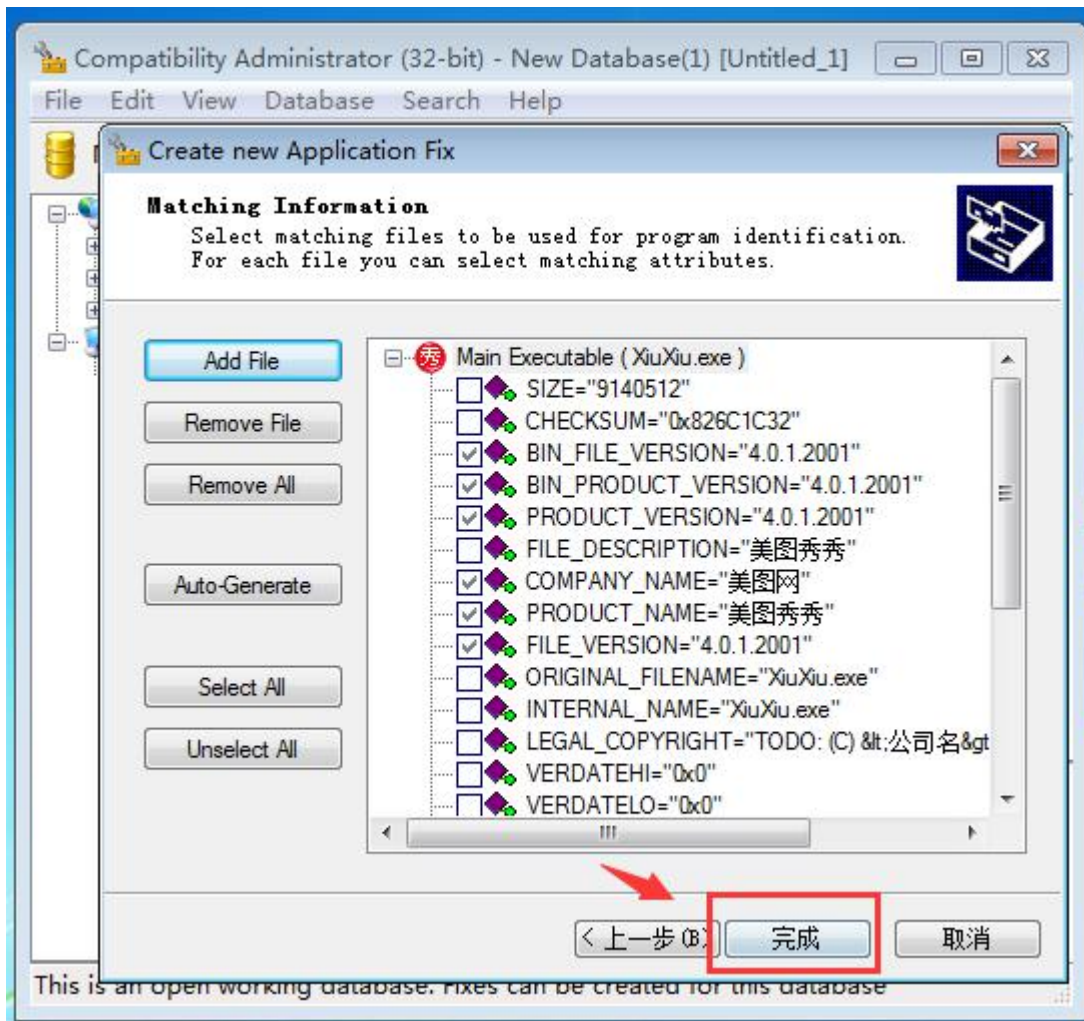 Compatibility Administrator (32-bit) - New Database(1) [Untitled_1]
File Edit View Database Search Help
Create new Application Fix
Matching Information
Select matching files to be used for program identification.
For each file you can select matching attributes.
Add File
Remove File
Remove All
Auto-Generate
Select All
Unselect All
秀 Main Executable ( XiuXiu.exe )
SIZE="9140512"
CHECKSUM="0x826C1C32"
BIN_FILE_VERSION="4.0.1.2001"
BIN_PRODUCT_VERSION="4.0.1.2001"
PRODUCT_VERSION="4.0.1.2001"
FILE_DESCRIPTION="美图秀秀"
COMPANY_NAME="美图网"
PRODUCT_NAME="美图秀秀"
FILE_VERSION="4.0.1.2001"
ORIGINAL_FILENAME="XiuXiu.exe"
INTERNAL_NAME="XiuXiu.exe"
LEGAL_COPYRIGHT="TODO: (C) &lt;公司名&gt
VERDATEHI="0x0"
VERDATELO="0x0"
< 上一步(B) 完成 取消
This is an open working database. Fixes can be created for this database